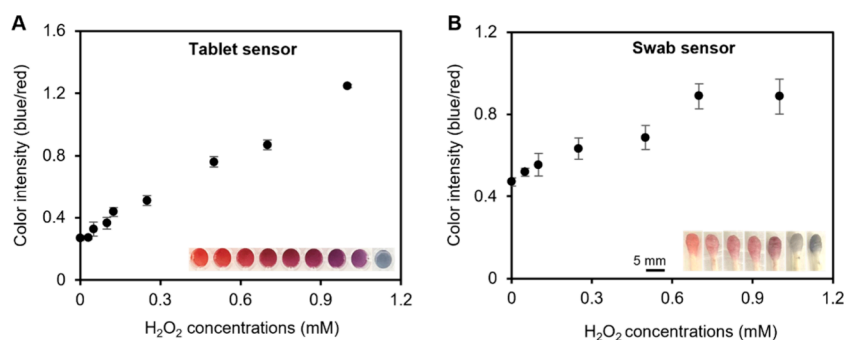 A
Tablet sensor
1.6
1.2
0.8
0.4
0
0 0.3 0.6 0.9 1.2
Color intensity (blue/red)
H₂O₂ concentrations (mM)
B
Swab sensor
1.2
0.8
0.4
0
0 0.3 0.6 0.9 1.2
Color intensity (blue/red)
5 mm
H₂O₂ concentrations (mM)